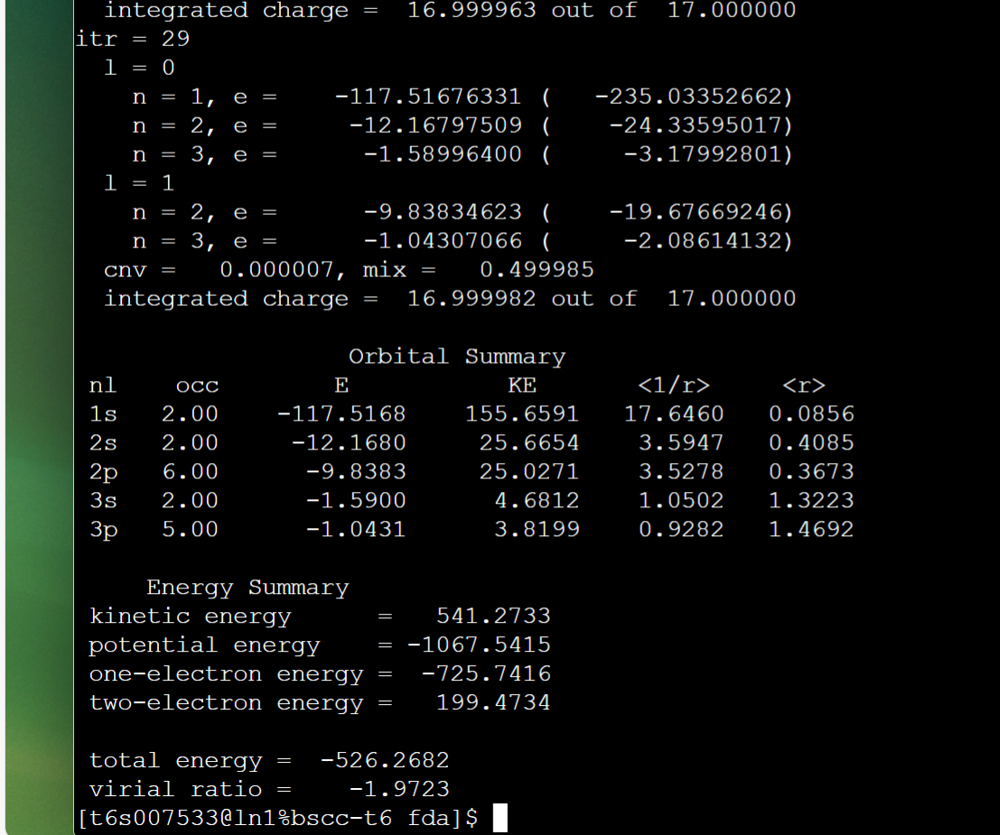 integrated charge =  16.999963 out of  17.000000
itr = 29
  l = 0
    n = 1, e =    -117.51676331 (   -235.03352662)
    n = 2, e =     -12.16797509 (    -24.33595017)
    n = 3, e =      -1.58996400 (     -3.17992801)
  l = 1
    n = 2, e =      -9.83834623 (    -19.67669246)
    n = 3, e =      -1.04307066 (     -2.08614132)
  cnv =   0.000007, mix =   0.499985
  integrated charge =  16.999982 out of  17.000000
Orbital Summary
 nl    occ        E           KE       <1/r>     <r>
 1s   2.00    -117.5168    155.6591   17.6460   0.0856
 2s   2.00     -12.1680     25.6654    3.5947   0.4085
 2p   6.00      -9.8383     25.0271    3.5278   0.3673
 3s   2.00      -1.5900      4.6812    1.0502   1.3223
 3p   5.00      -1.0431      3.8199    0.9282   1.4692
     Energy Summary
 kinetic energy      =   541.2733
 potential energy    = -1067.5415
 one-electron energy =  -725.7416
 two-electron energy =   199.4734
 total energy =  -526.2682
 virial ratio =    -1.9723
[t6s007533@ln1%bscc-t6 fda]$